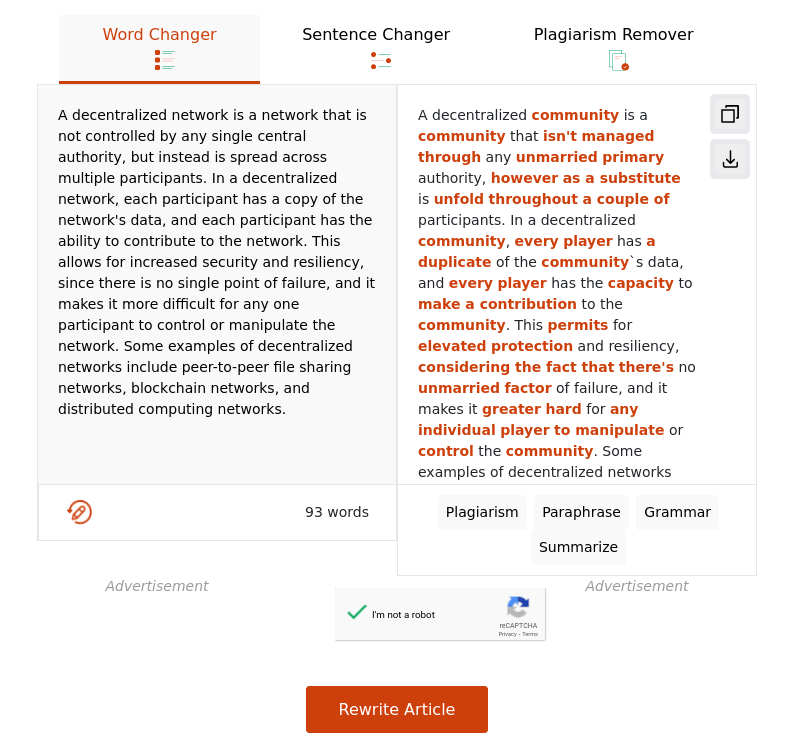 Word Changer
Sentence Changer
Plagiarism Remover
A decentralized network is a network that is
not controlled by any single central
authority, but instead is spread across
multiple participants. In a decentralized
network, each participant has a copy of the
network's data, and each participant has the
ability to contribute to the network. This
allows for increased security and resiliency,
since there is no single point of failure, and it
makes it more difficult for any one
participant to control or manipulate the
network. Some examples of decentralized
networks include peer-to-peer file sharing
networks, blockchain networks, and
distributed computing networks.
93 words
A decentralized community is a
community that isn't managed
through any unmarried primary
authority, however as a substitute
is unfold throughout a couple of
participants. In a decentralized
community, every player has a
duplicate of the community`s data,
and every player has the capacity to
make a contribution to the
community. This permits for
elevated protection and resiliency,
considering the fact that there's no
unmarried factor of failure, and it
makes it greater hard for any
individual player to manipulate or
control the community. Some
examples of decentralized networks
Plagiarism
Paraphrase
Grammar
Summarize
Advertisement
Advertisement
I'm not a robot
reCAPTCHA
Privacy - Terms
Rewrite Article